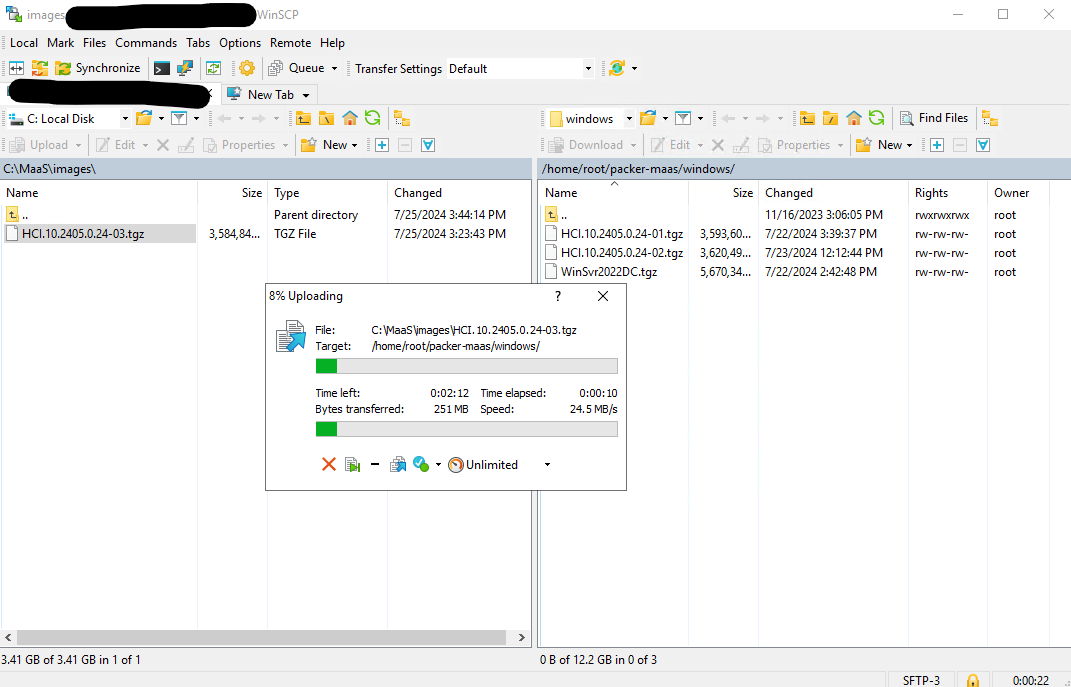 images WinSCP
Local Mark Files Commands Tabs Options Remote Help
Synchronize Queue Transfer Settings Default
New Tab
C: Local Disk windows Find Files
Upload Edit Properties New Download Edit Properties New
C:\MaaS\images\ /home/root/packer-maas/windows/
Name Size Type Changed Name Size Changed Rights Owner
.. Parent directory 7/25/2024 3:44:14 PM .. 11/16/2023 3:06:05 PM rwxrwxrwx root
HCI.10.2405.0.24-03.tgz 3,584,84... TGZ File 7/25/2024 3:23:43 PM HCI.10.2405.0.24-01.tgz 3,593,60... 7/22/2024 3:39:37 PM rw-rw-rw- root
HCI.10.2405.0.24-02.tgz 3,620,49... 7/23/2024 12:12:44 PM rw-rw-rw- root
WinSvr2022DC.tgz 5,670,34... 7/22/2024 2:42:48 PM rw-rw-rw- root
8% Uploading ?
File: C:\MaaS\images\HCI.10.2405.0.24-03.tgz
Target: /home/root/packer-maas/windows/
Time left: 0:02:12 Time elapsed: 0:00:10
Bytes transferred: 251 MB Speed: 24.5 MB/s
Unlimited
3.41 GB of 3.41 GB in 1 of 1 0 B of 12.2 GB in 0 of 3
SFTP-3 0:00:22